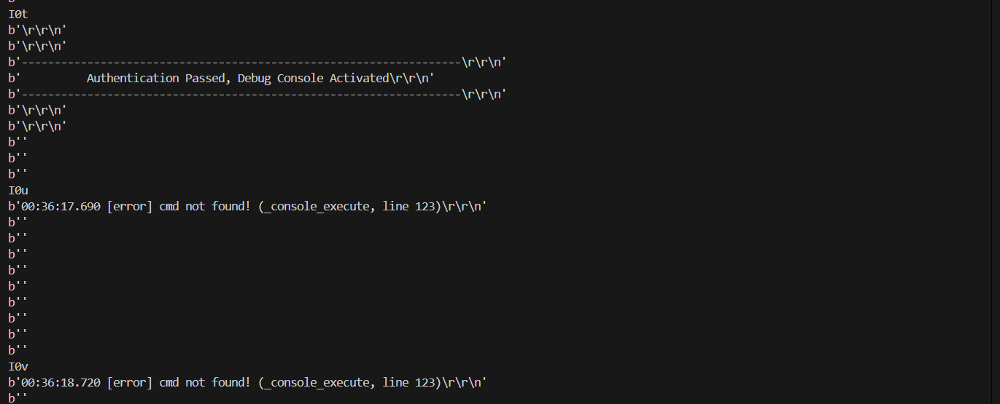 I0t
b'\r\r\n'
b'\r\r\n'
b'-------------------------------------------------------------------\r\r\n'
b'          Authentication Passed, Debug Console Activated\r\r\n'
b'-------------------------------------------------------------------\r\r\n'
b'\r\r\n'
b'\r\r\n'
b''
b''
b''
I0u
b'00:36:17.690 [error] cmd not found! (_console_execute, line 123)\r\r\n'
b''
b''
b''
b''
b''
b''
b''
b''
b''
I0v
b'00:36:18.720 [error] cmd not found! (_console_execute, line 123)\r\r\n'
b''